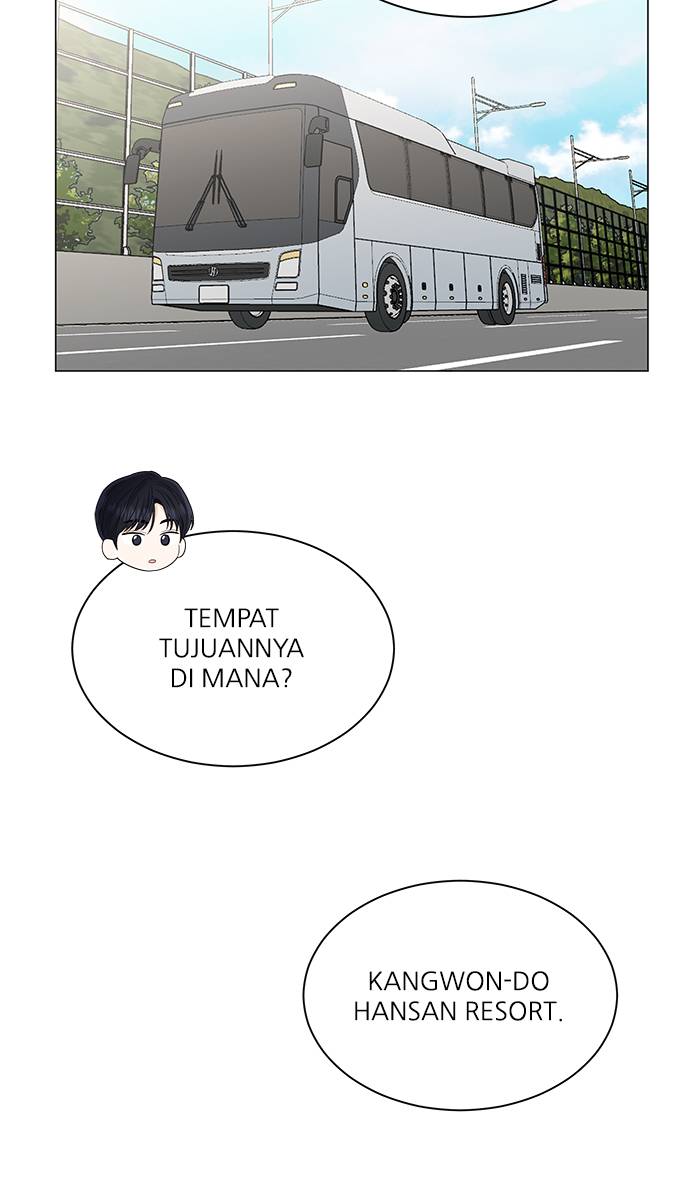 TEMPAT
TUJUANNYA
DI MANA?
KANGWON-DO
HANSAN RESORT.